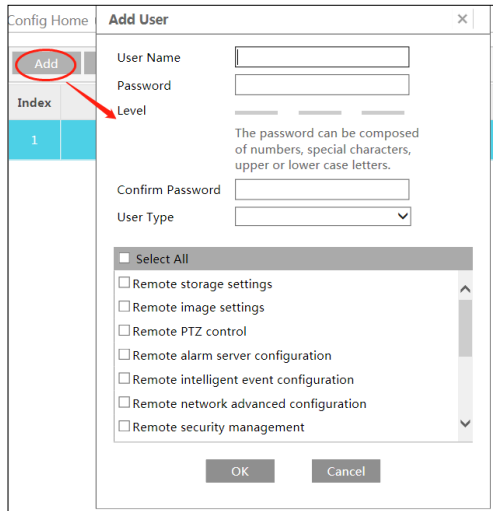 Config Home
Add User
Add
User Name
Password
Index
Level
1
The password can be composed
of numbers, special characters,
upper or lower case letters.
Confirm Password
User Type
Select All
Remote storage settings
Remote image settings
Remote PTZ control
Remote alarm server configuration
Remote intelligent event configuration
Remote network advanced configuration
Remote security management
OK
Cancel